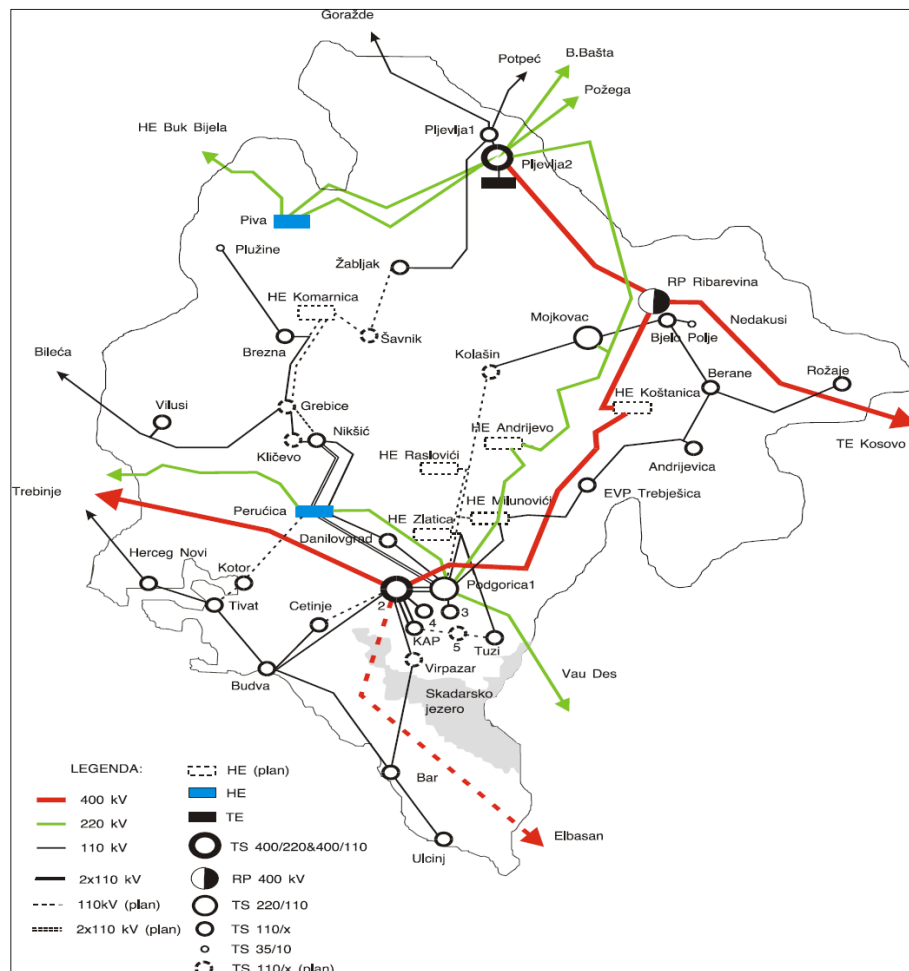 Goražde
B.Bašta
Potpeć
Požega
Pljevlja1
HE Buk Bijela
Pljevlja2
Piva
Plužine
Žabljak
RP Ribarevina
HE Komarnica
Nedakusi
Mojkovac
Šavnik
Bjelo Polje
Brezna
Kolašin
Bileća
Rožaje
Berane
Vilusi
Grebice
HE Koštanica
Nikšić
HE Andrijevo
TE Kosovo
Kličevo
HE Raslovići
Andrijevica
Trebinje
EVP Trebješica
HE Milunovići
Perućica
HE Zlatica
Danilovgrad
Herceg Novi
Kotor
Podgorica1
Tivat
Cetinje
2
4
3
KAP
5
Tuzi
Virpazar
Vau Des
Budva
Skadarsko
jezero
Bar
Elbasan
Ulcinj
LEGENDA:
400 kV
220 kV
110 kV
2x110 kV
110kV (plan)
2x110 kV (plan)
HE (plan)
HE
TE
TS 400/220&400/110
RP 400 kV
TS 220/110
TS 110/x
TS 35/10
TS 110/x (plan)